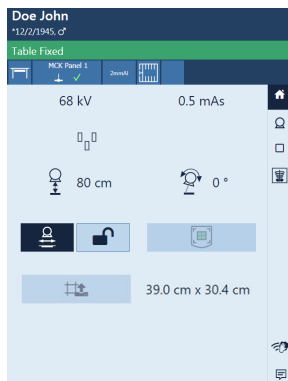 Doe John
*12/2/1945, ♂
Table Fixed
MCK Panel 1
2mmAl
68 kV
0.5 mAs
80 cm
0 °
39.0 cm x 30.4 cm